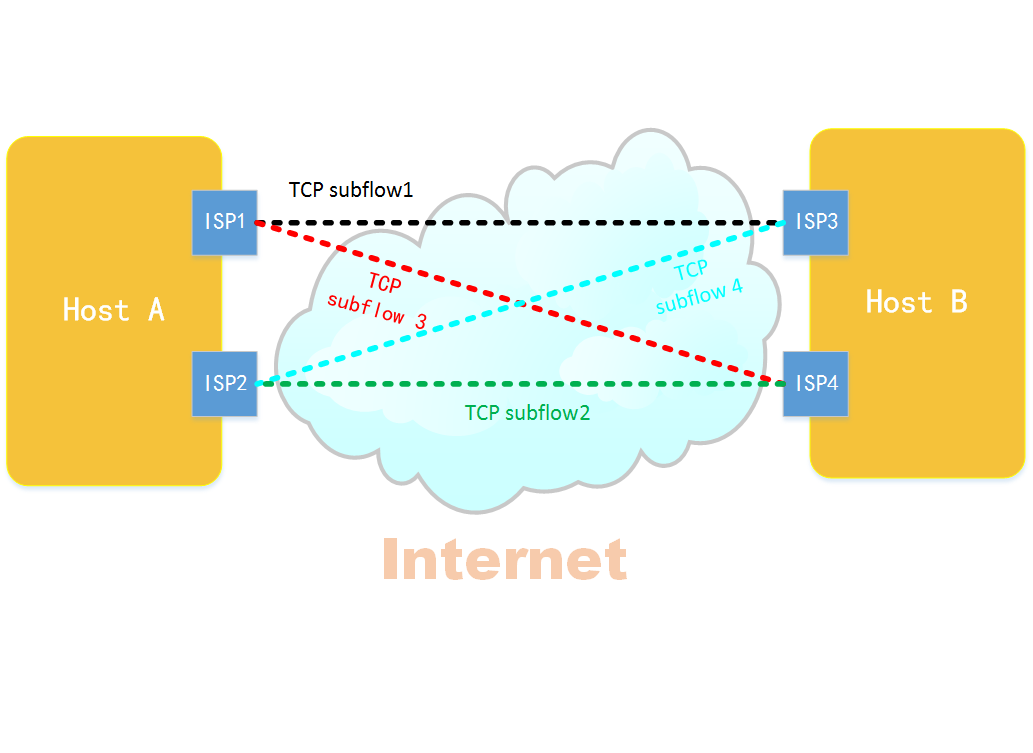 TCP subflow1
ISP1
ISP3
TCP
subflow 3
TCP
subflow 4
Host A
Host B
ISP2
ISP4
TCP subflow2
Internet